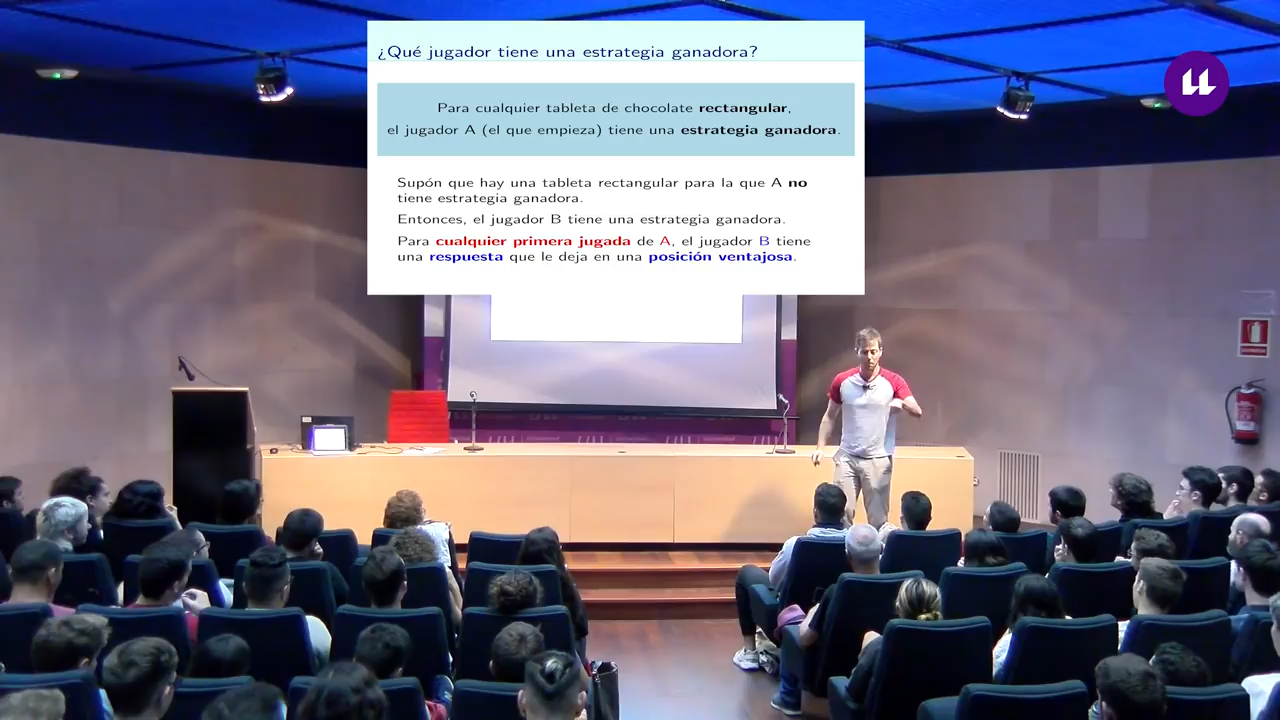 ¿Qué jugador tiene una estrategia ganadora?
Para cualquier tableta de chocolate rectangular,
el jugador A (el que empieza) tiene una estrategia ganadora.
Supón que hay una tableta rectangular para la que A no
tiene estrategia ganadora.
Entonces, el jugador B tiene una estrategia ganadora.
Para cualquier primera jugada de A, el jugador B tiene
una respuesta que le deja en una posición ventajosa.